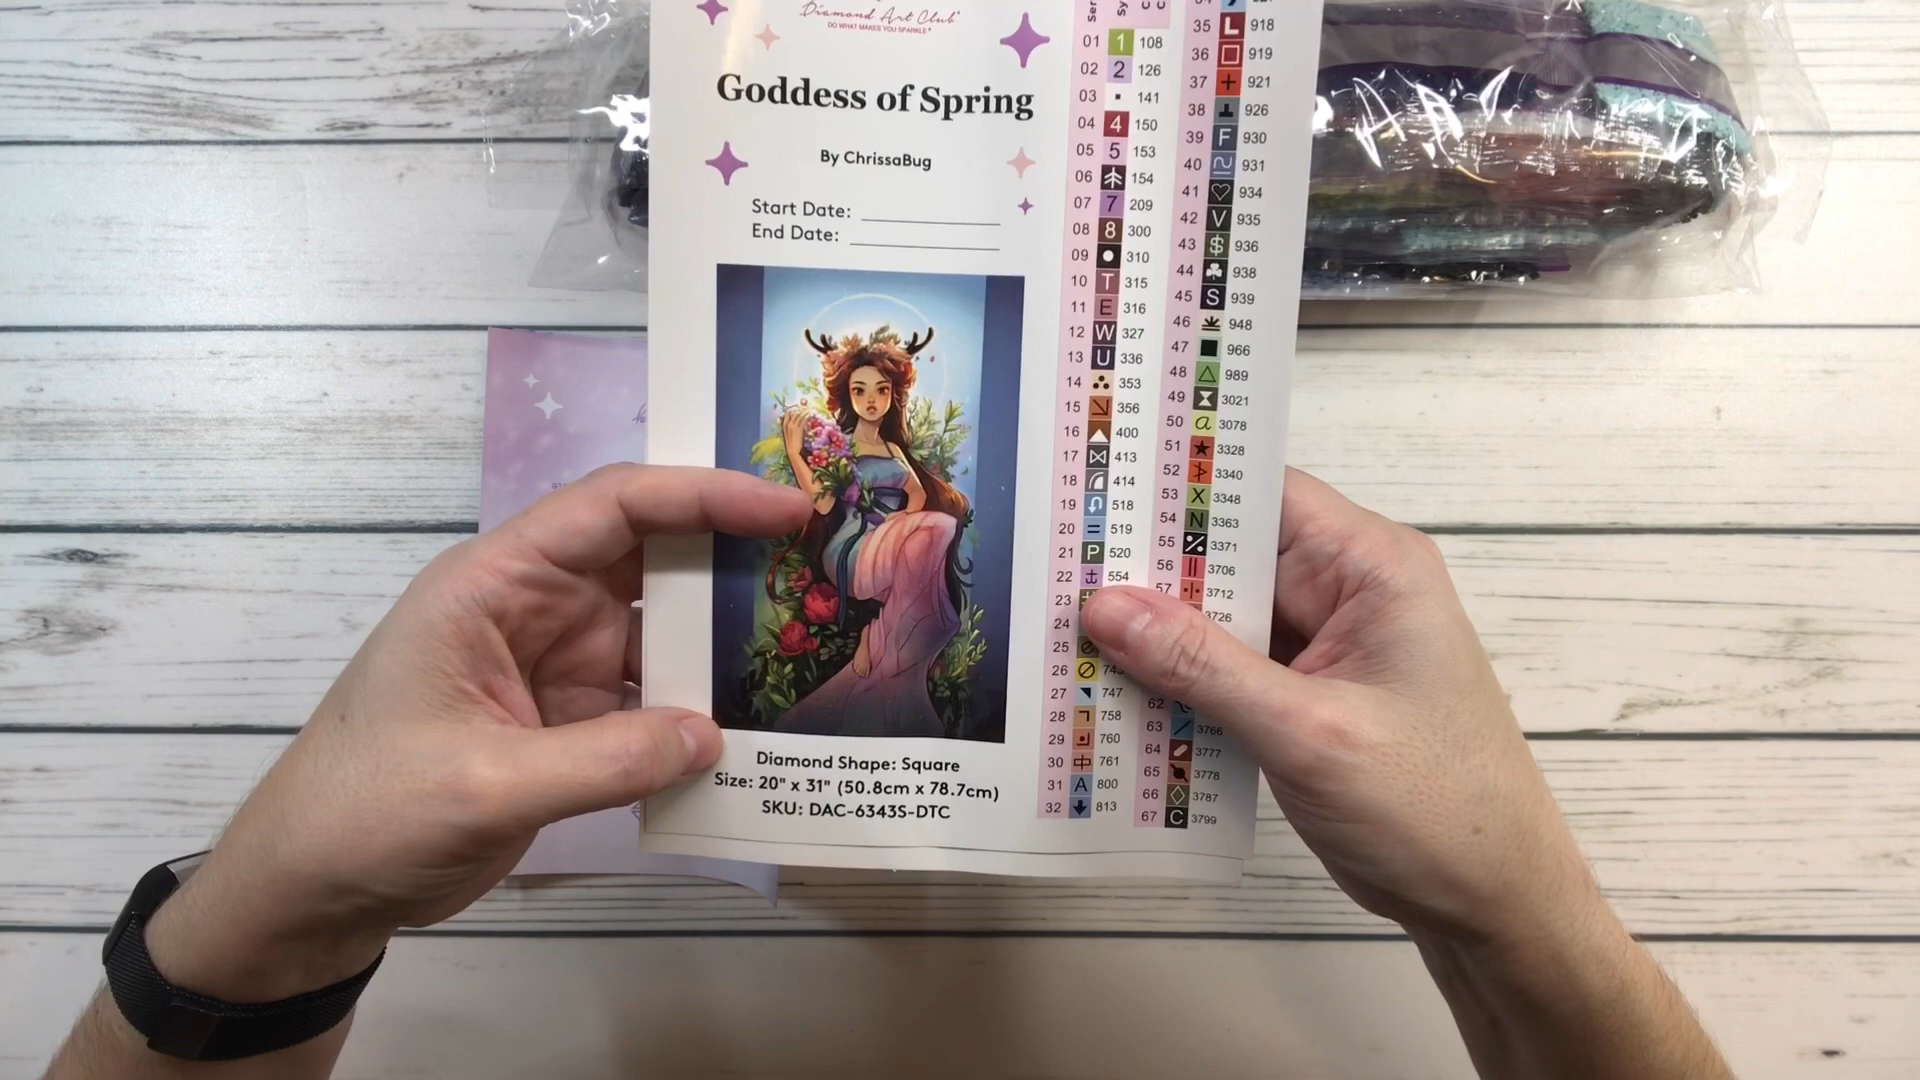 Diamond Art Club
DO WHAT MAKES YOU SPARKLE
Goddess of Spring
By ChrissaBug
Start Date:
End Date:
Diamond Shape: Square
Size: 20" x 31" (50.8cm x 78.7cm)
SKU: DAC-6343S-DTC
01 1 108
02 2 126
03 141
04 4 150
05 5 153
06 154
07 7 209
08 8 300
09 310
10 T 315
11 E 316
12 W 327
13 U 336
14 353
15 356
16 400
17 413
18 414
19 518
20 = 519
21 P 520
22 554
23
24
25
26
27 747
28 758
29 760
30 761
31 A 800
32 813
35 L 918
36 919
37 + 921
38 926
39 F 930
40 931
41 934
42 V 935
43 $ 936
44 938
45 S 939
46 948
47 966
48 989
49 3021
50 a 3078
51 3328
52 3340
53 X 3348
54 N 3363
55 3371
56 3706
57 3712
3726
62
63 3766
64 3777
65 3778
66 3787
67 C 3799